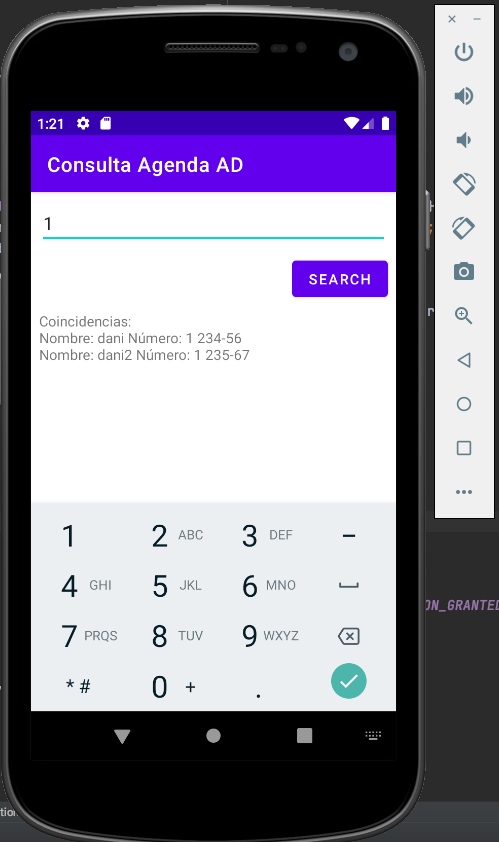 1:21
Consulta Agenda AD
1
SEARCH
Coincidencias:
Nombre: dani Número: 1 234-56
Nombre: dani2 Número: 1 235-67
1 2 ABC 3 DEF -
4 GHI 5 JKL 6 MNO
7 PRQS 8 TUV 9 WXYZ
* # 0 + .
ON_GRANTED
tion